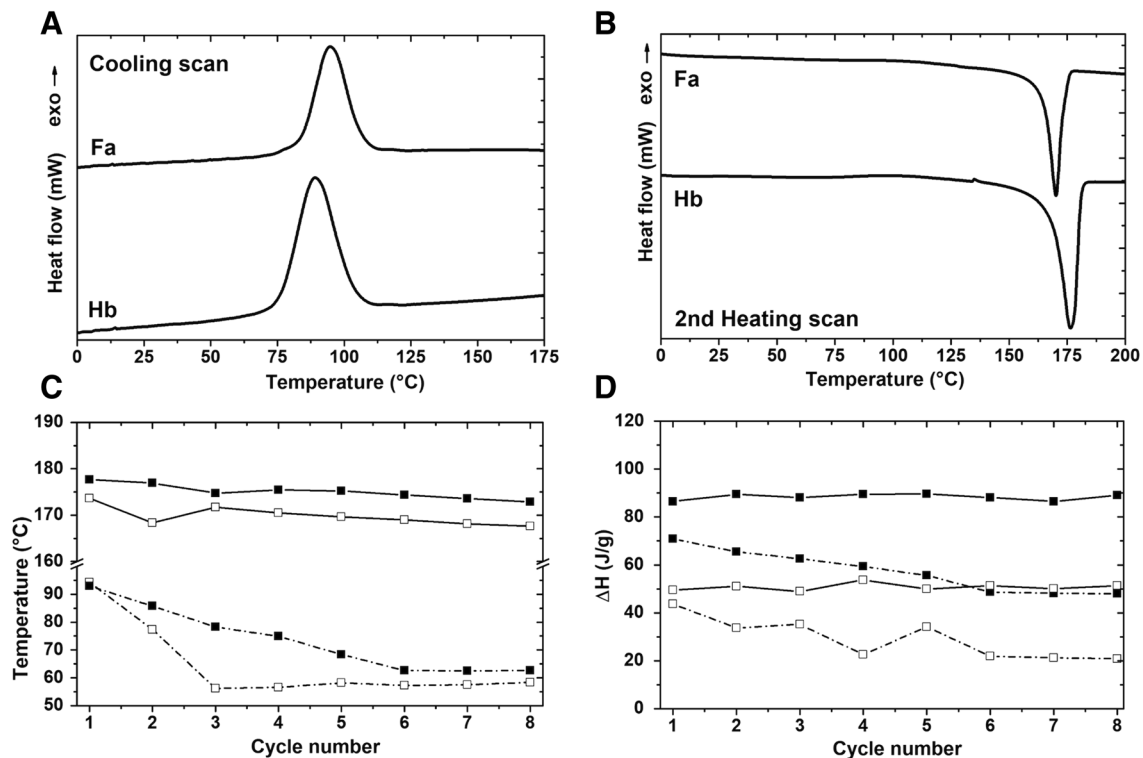 A
Cooling scan
exo →
Heat flow (mW)
Fa
Hb
0 25 50 75 100 125 150 175
Temperature (°C)
B
exo →
Heat flow (mW)
Fa
Hb
2nd Heating scan
0 25 50 75 100 125 150 175 200
Temperature (°C)
C
190
180
170
160
90
80
70
60
50
Temperature (°C)
1 2 3 4 5 6 7 8
Cycle number
D
120
100
80
60
40
20
0
ΔH (J/g)
1 2 3 4 5 6 7 8
Cycle number